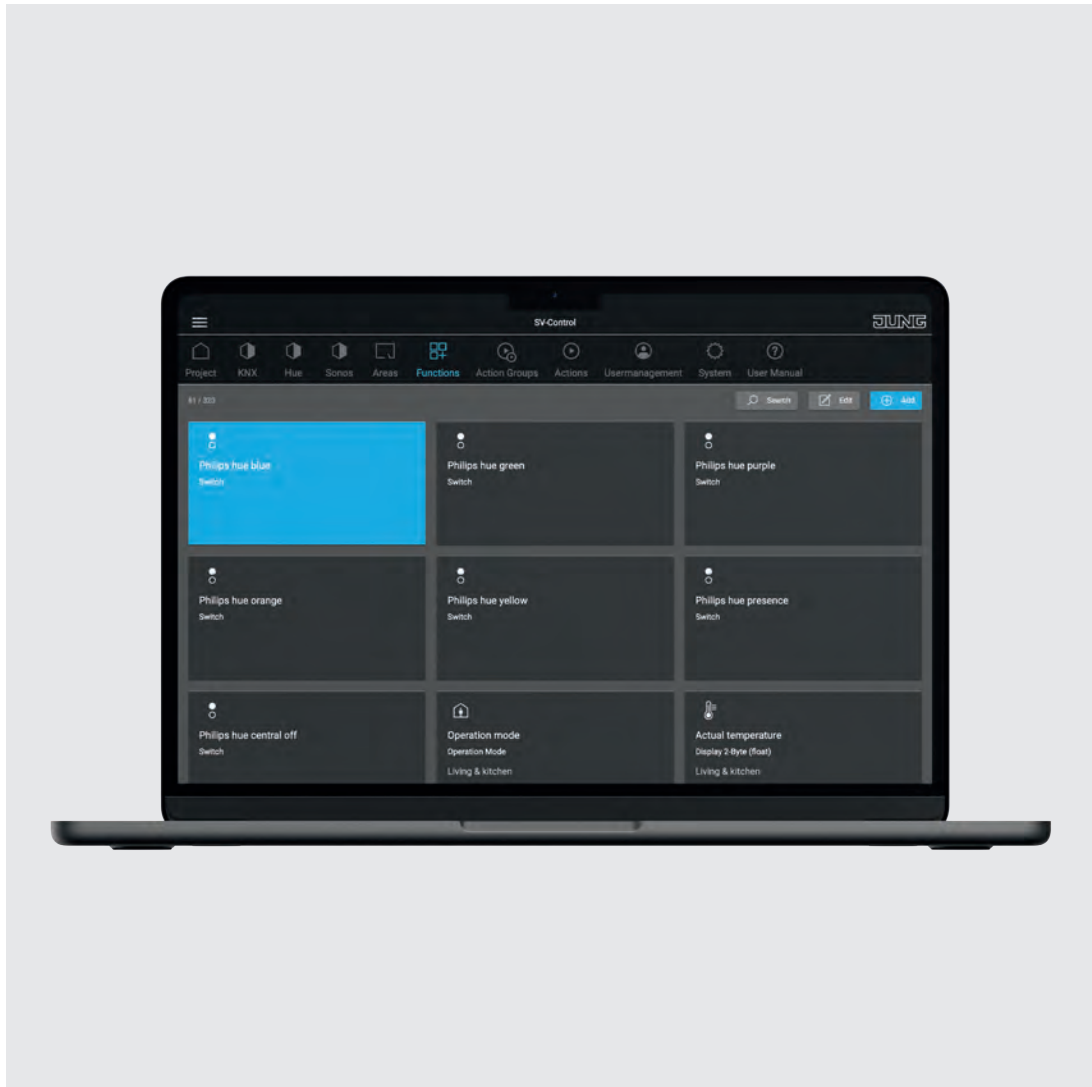 SV-Control
JUNG
Project KNX Hue Sonos Areas Functions Action Groups Actions Usermanagement System User Manual
Search Edit Add
Philips hue blue
Switch
Philips hue green
Switch
Philips hue purple
Switch
Philips hue orange
Switch
Philips hue yellow
Switch
Philips hue presence
Switch
Philips hue central off
Switch
Operation mode
Operation Mode
Living & kitchen
Actual temperature
Display 2-Byte (float)
Living & kitchen